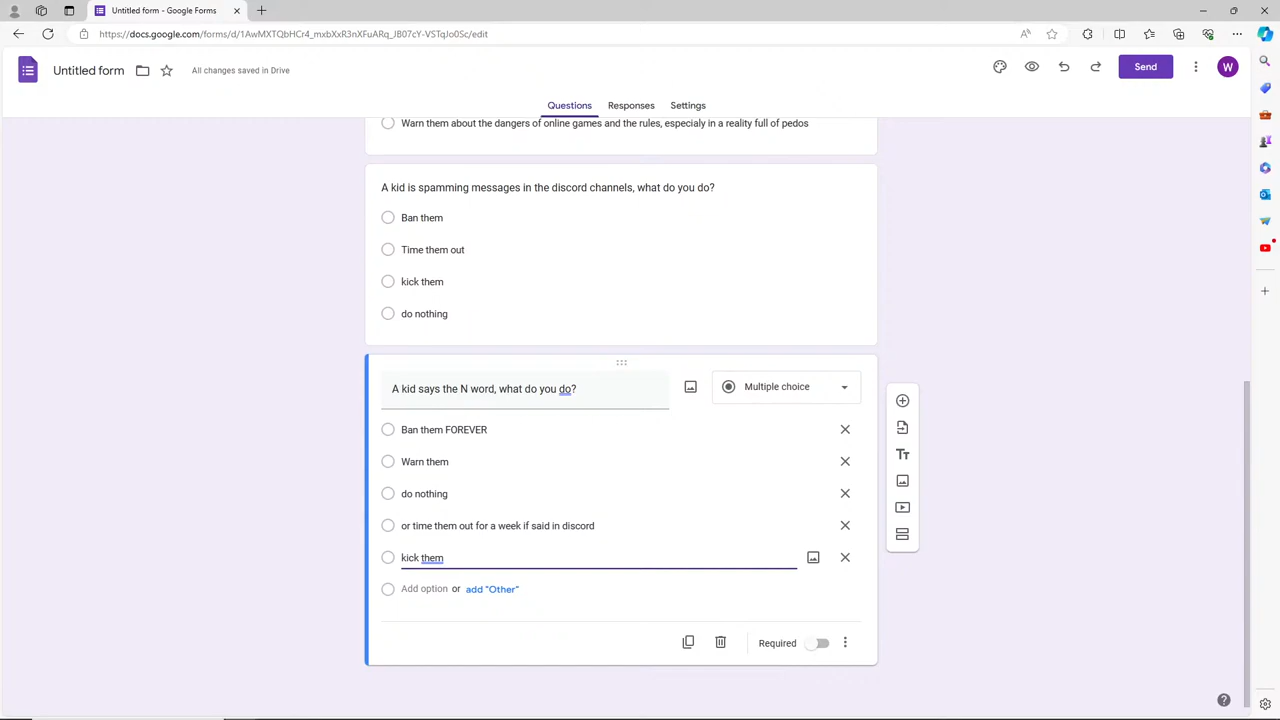 Untitled form - Google Forms
https://docs.google.com/forms/d/1AwMXTQbHCr4_mxbXxR3nXFuARq_JB07cY-VSTqJo0Sc/edit
Untitled form
All changes saved in Drive
Send
W
Questions
Responses
Settings
Warn them about the dangers of online games and the rules, especialy in a reality full of pedos
A kid is spamming messages in the discord channels, what do you do?
Ban them
Time them out
kick them
do nothing
A kid says the N word, what do you do?
Multiple choice
Ban them FOREVER
Warn them
do nothing
or time them out for a week if said in discord
kick them
Add option or add "Other"
Required